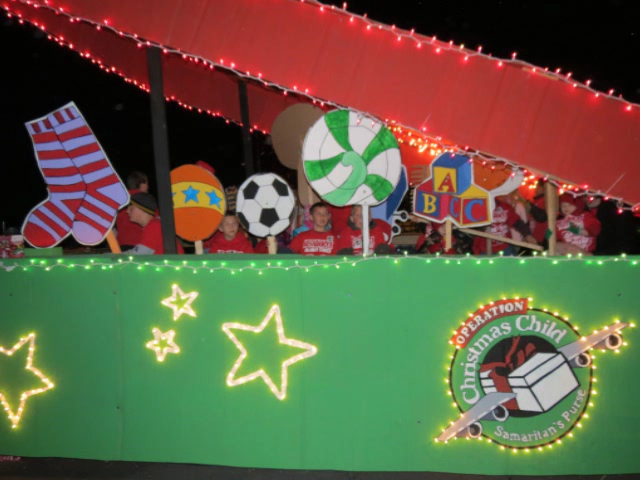 A
B C
OPERATION
Christmas Child
Samaritan's Purse